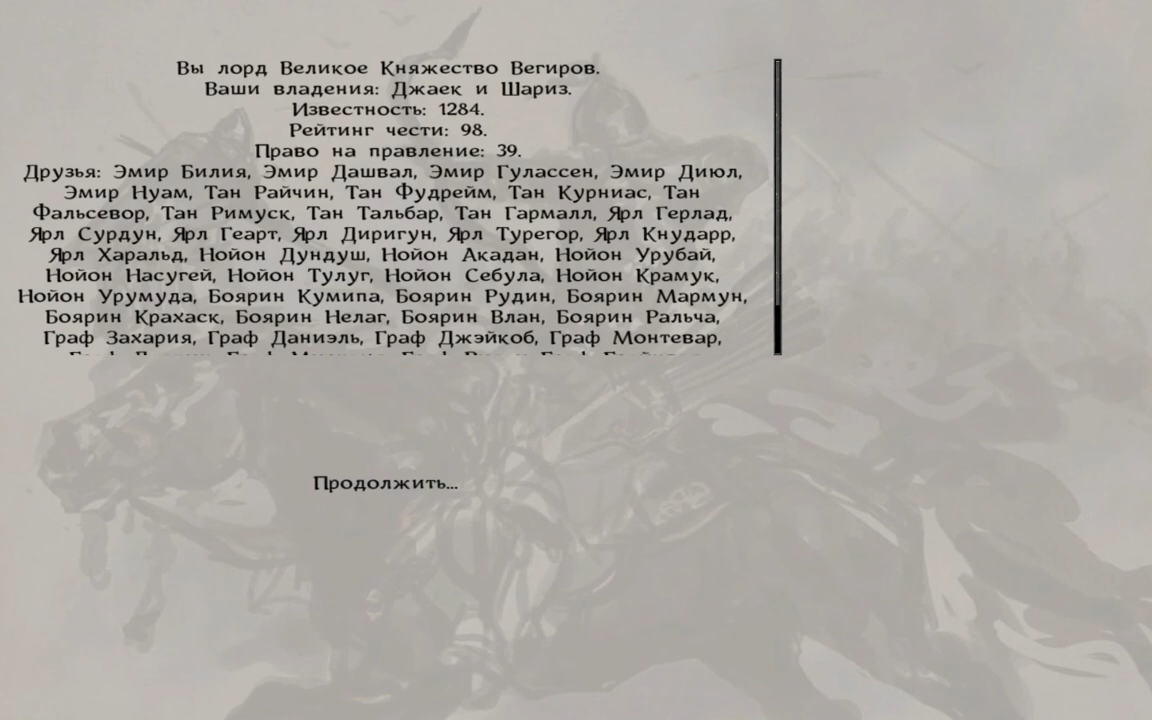 Вы лорд Великое Княжество Вегиров.
Ваши владения: Джаек и Шариз.
Известность: 1284.
Рейтинг чести: 98.
Право на правление: 39.
Друзья: Эмир Билия, Эмир Дашвал, Эмир Гулассен, Эмир Диюл,
Эмир Нуам, Тан Райчин, Тан Фудрейм, Тан Курниас, Тан
Фальсевор, Тан Римуск, Тан Тальбар, Тан Гармалл, Ярл Герлад,
Ярл Сурдун, Ярл Геарт, Ярл Диригун, Ярл Турегор, Ярл Кнударр,
Ярл Харальд, Нойон Дундуш, Нойон Акадан, Нойон Урубай,
Нойон Насугей, Нойон Тулуг, Нойон Себула, Нойон Крамук,
Нойон Урумуда, Боярин Кумипа, Боярин Рудин, Боярин Мармун,
Боярин Крахаск, Боярин Нелаг, Боярин Влан, Боярин Ральча,
Граф Захария, Граф Даниэль, Граф Джэйкоб, Граф Монтевар,
Продолжить...